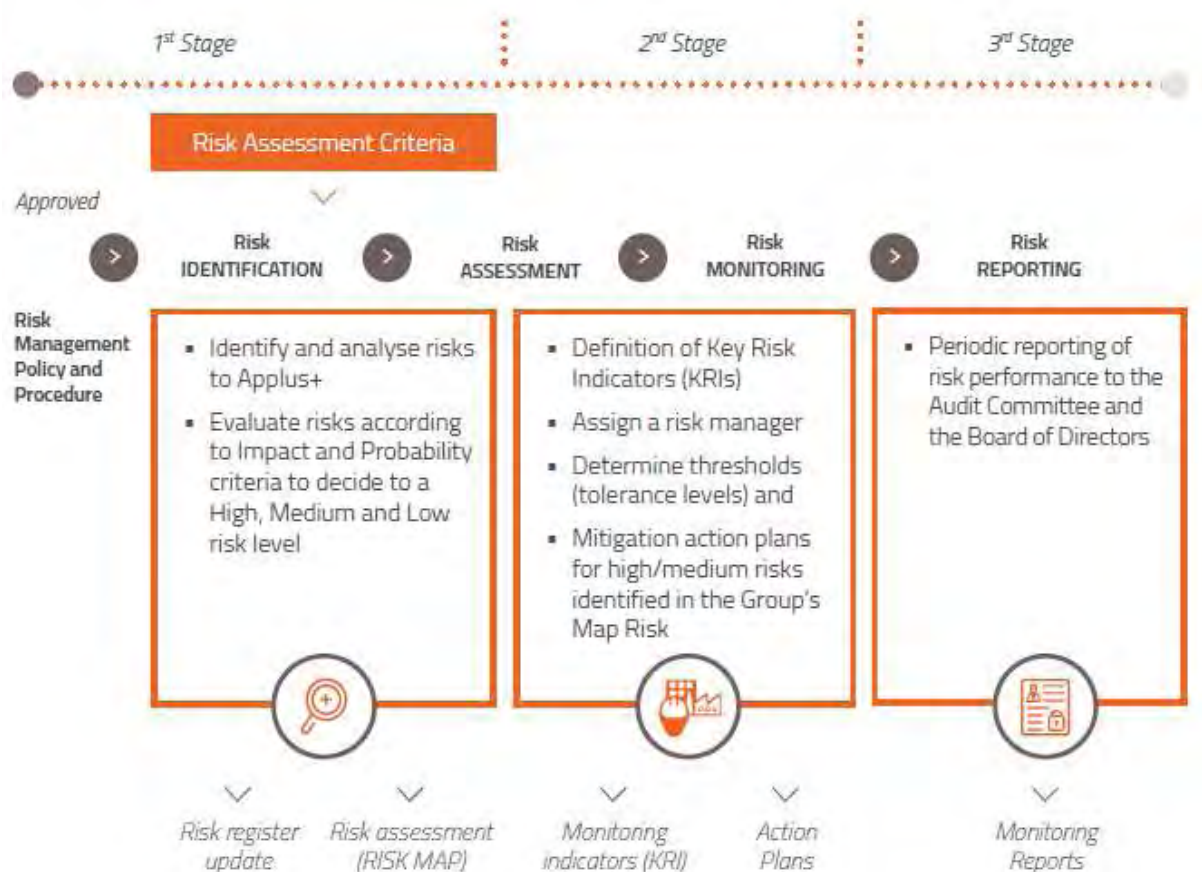 1st Stage
2nd Stage
3rd Stage
Risk Assessment Criteria
Approved
Risk
IDENTIFICATION
Risk
ASSESSMENT
Risk
MONITORING
Risk
REPORTING
Risk
Management
Policy and
Procedure
▪ Identify and analyse risks
to Applus+
▪ Evaluate risks according
to Impact and Probability
criteria to decide to a
High, Medium and Low
risk level
▪ Definition of Key Risk
Indicators (KRIs)
▪ Assign a risk manager
▪ Determine thresholds
(tolerance levels) and
▪ Mitigation action plans
for high/medium risks
identified in the Group's
Map Risk
▪ Periodic reporting of
risk performance to the
Audit Committee and
the Board of Directors
Risk register
update
Risk assessment
(RISK MAP)
Monitoring
indicators (KRI)
Action
Plans
Monitoring
Reports